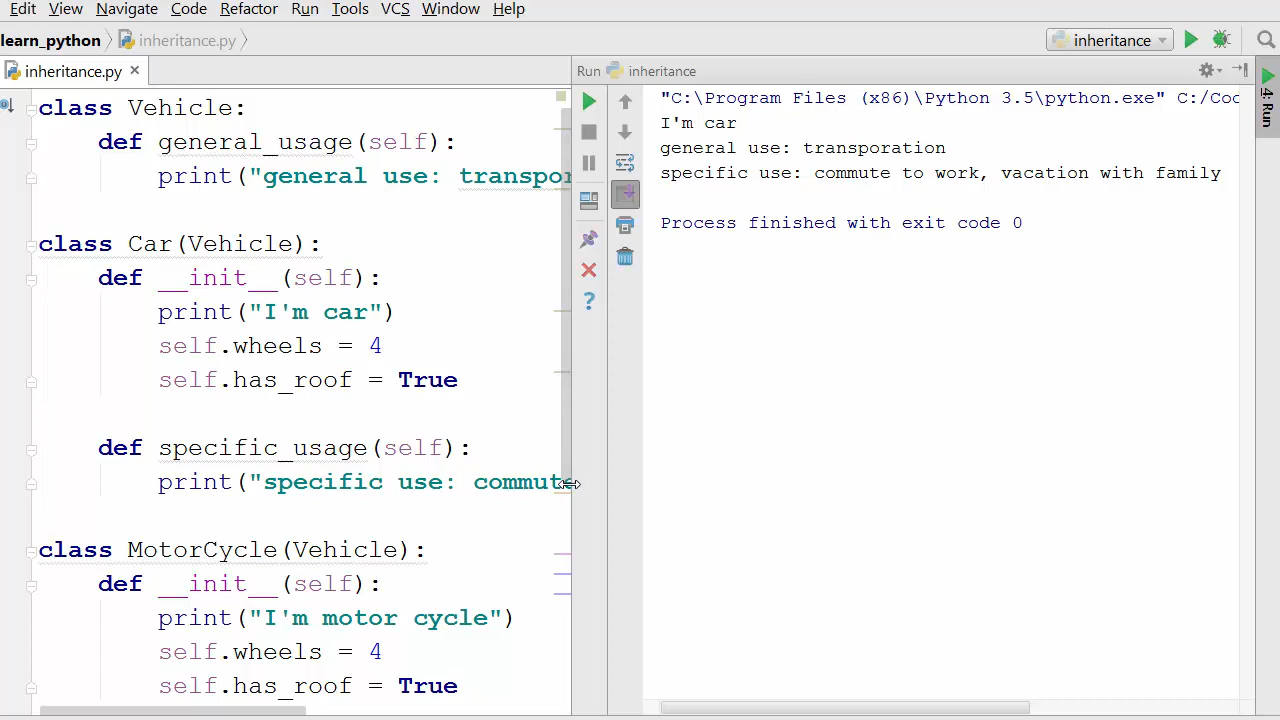 Edit View Navigate Code Refactor Run Tools VCS Window Help
learn_python inheritance.py inheritance
inheritance.py Run inheritance
class Vehicle:
def general_usage(self):
print("general use: transpor
class Car(Vehicle):
def __init__(self):
print("I'm car")
self.wheels = 4
self.has_roof = True
def specific_usage(self):
print("specific use: commute
class MotorCycle(Vehicle):
def __init__(self):
print("I'm motor cycle")
self.wheels = 4
self.has_roof = True
"C:\Program Files (x86)\Python 3.5\python.exe" C:/Coo
I'm car
general use: transporation
specific use: commute to work, vacation with family
Process finished with exit code 0
4: Run